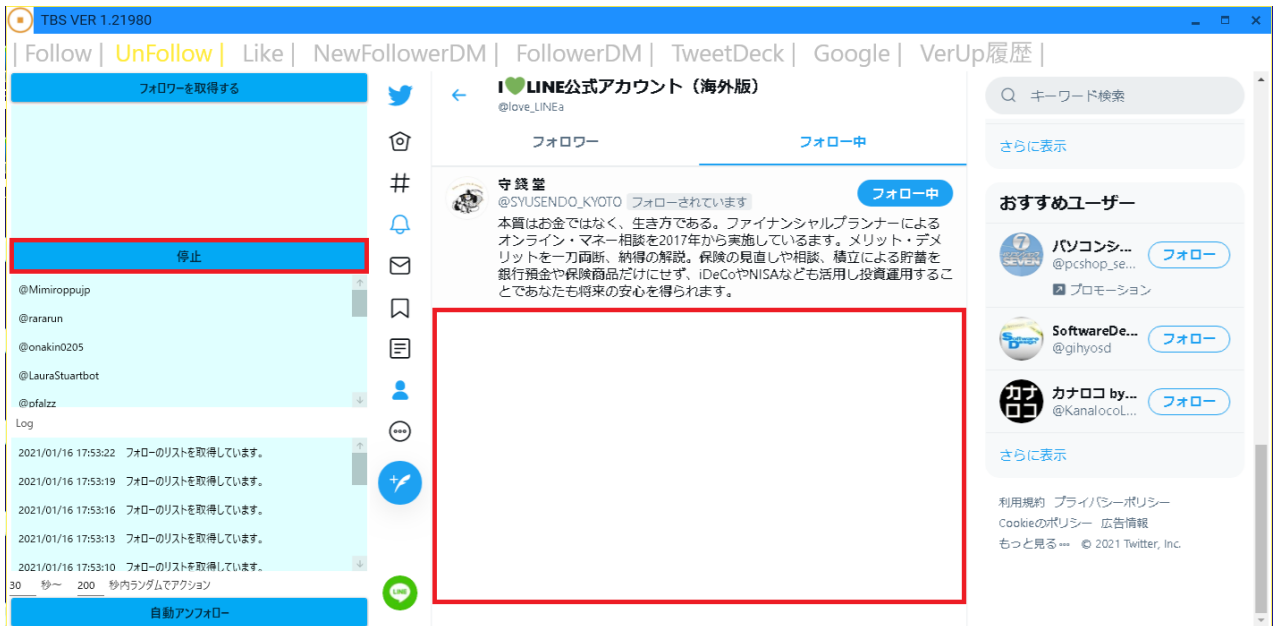 TBS VER 1.21980
| Follow | UnFollow | Like | NewFollowerDM | FollowerDM | TweetDeck | Google | VerUp履歴 |
フォロワーを取得する
停止
@Mimiroppujp
@rararun
@onakin0205
@LauraStuartbot
@pfalzz
Log
2021/01/16 17:53:22 フォローのリストを取得しています。
2021/01/16 17:53:19 フォローのリストを取得しています。
2021/01/16 17:53:16 フォローのリストを取得しています。
2021/01/16 17:53:13 フォローのリストを取得しています。
2021/01/16 17:53:10 フォローのリストを取得しています。
30 秒～ 200 秒内ランダムでアクション
自動アンフォロー
LINE
I💚LINE公式アカウント（海外版）
@love_LINEa
フォロワー フォロー中
守銭堂
@SYUSENDO_KYOTO フォローされています
フォロー中
本質はお金ではなく、生き方である。ファイナンシャルプランナーによる
オンライン・マネー相談を2017年から実施しているます。メリット・デメ
リットを一刀両断、納得の解説。保険の見直しや相談、積立による貯蓄を
銀行預金や保険商品だけにせず、iDeCoやNISAなども活用し投資運用するこ
とであなたも将来の安心を得られます。
キーワード検索
さらに表示
おすすめユーザー
7
SEVEN
パソコンシ...
@pcshop_se...
フォロー
プロモーション
Software
Design
SoftwareDe...
@gihyosd
フォロー
カナ
ロコ
カナロコ by...
@KanalocoL...
フォロー
さらに表示
利用規約 プライバシーポリシー
Cookieのポリシー 広告情報
もっと見る… © 2021 Twitter, Inc.